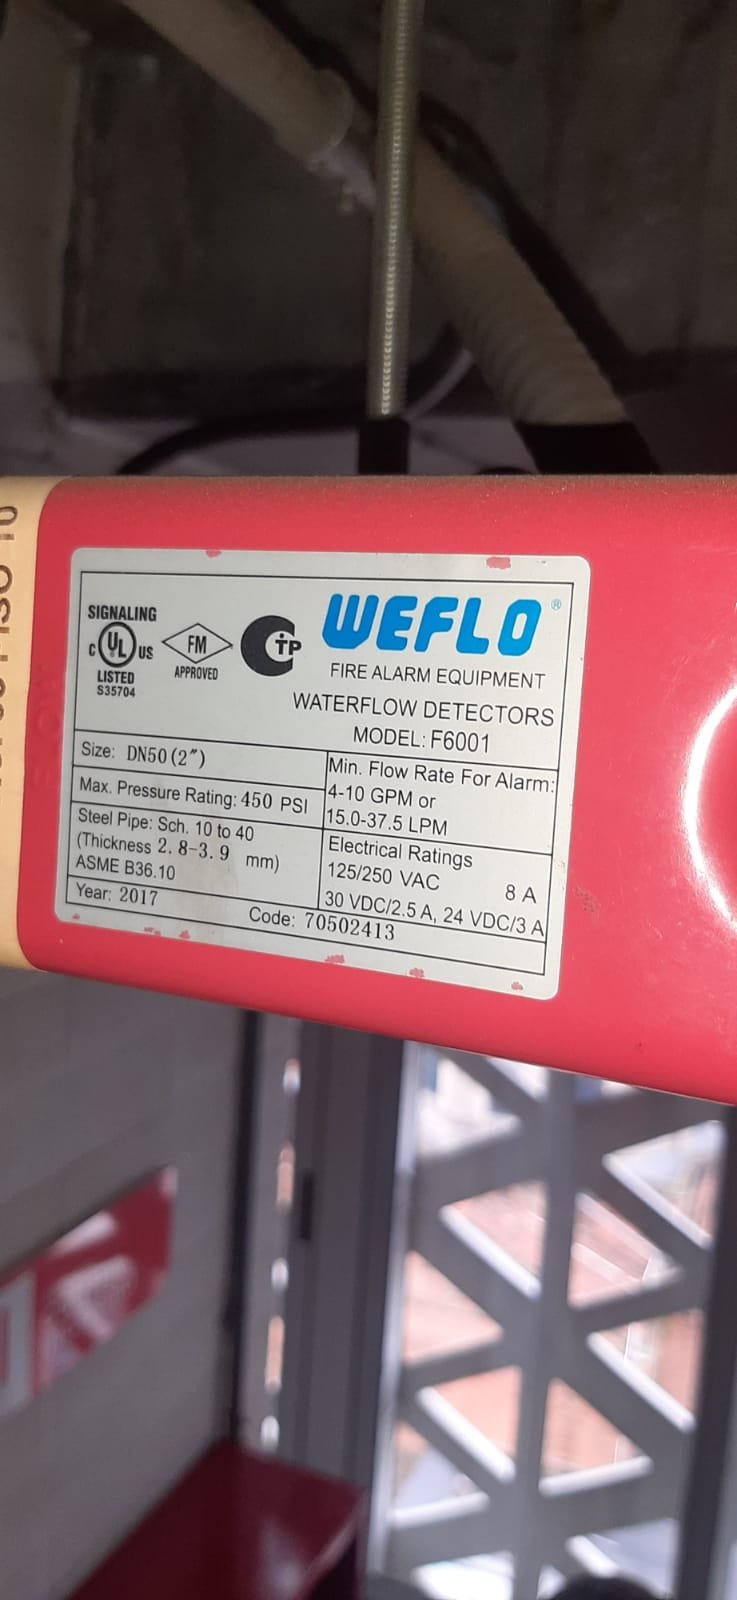 SIGNALING
C UL US
LISTED
S35704
FM
APPROVED
TP
WEFLO®
FIRE ALARM EQUIPMENT
WATERFLOW DETECTORS
MODEL: F6001
Size: DN50(2″)
Max. Pressure Rating: 450 PSI
Steel Pipe: Sch. 10 to 40
(Thickness 2.8-3.9 mm)
ASME B36.10
Year: 2017
Min. Flow Rate For Alarm:
4-10 GPM or
15.0-37.5 LPM
Electrical Ratings
125/250 VAC 8 A
30 VDC/2.5 A, 24 VDC/3 A
Code: 70502413